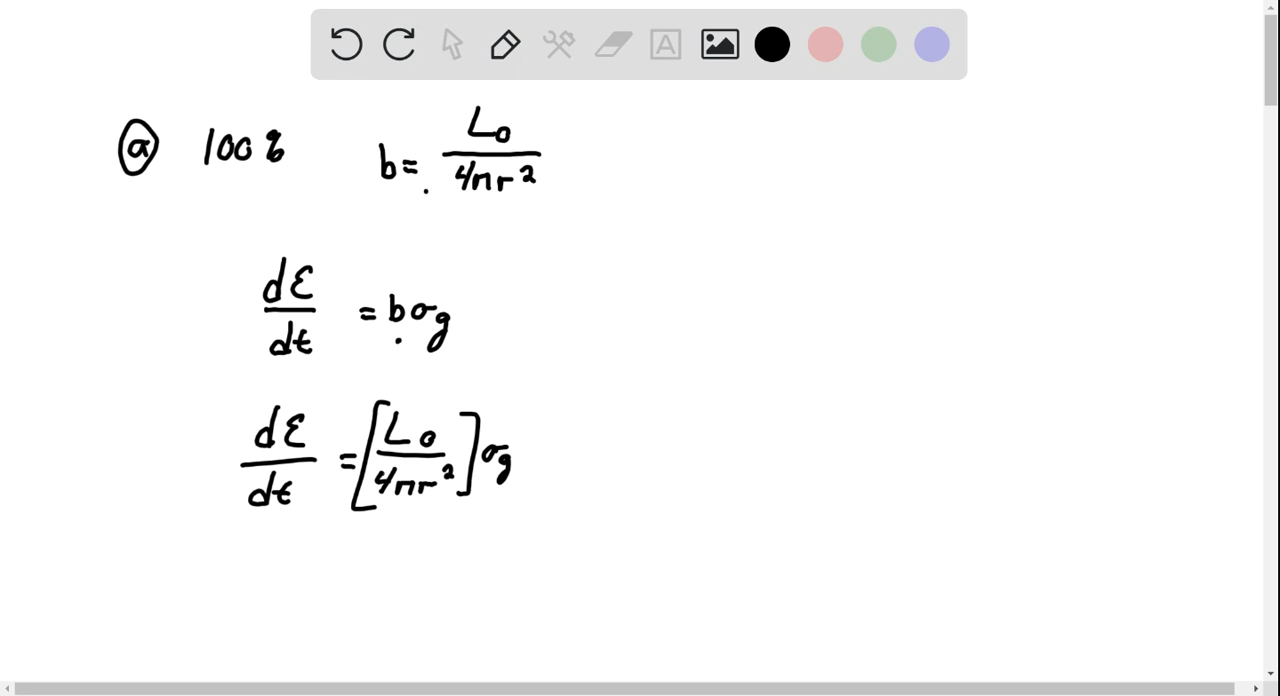 ⓐ 100% b = L₀/4πr²
dε/dt = bσg
dε/dt = [L₀/4πr²]σg